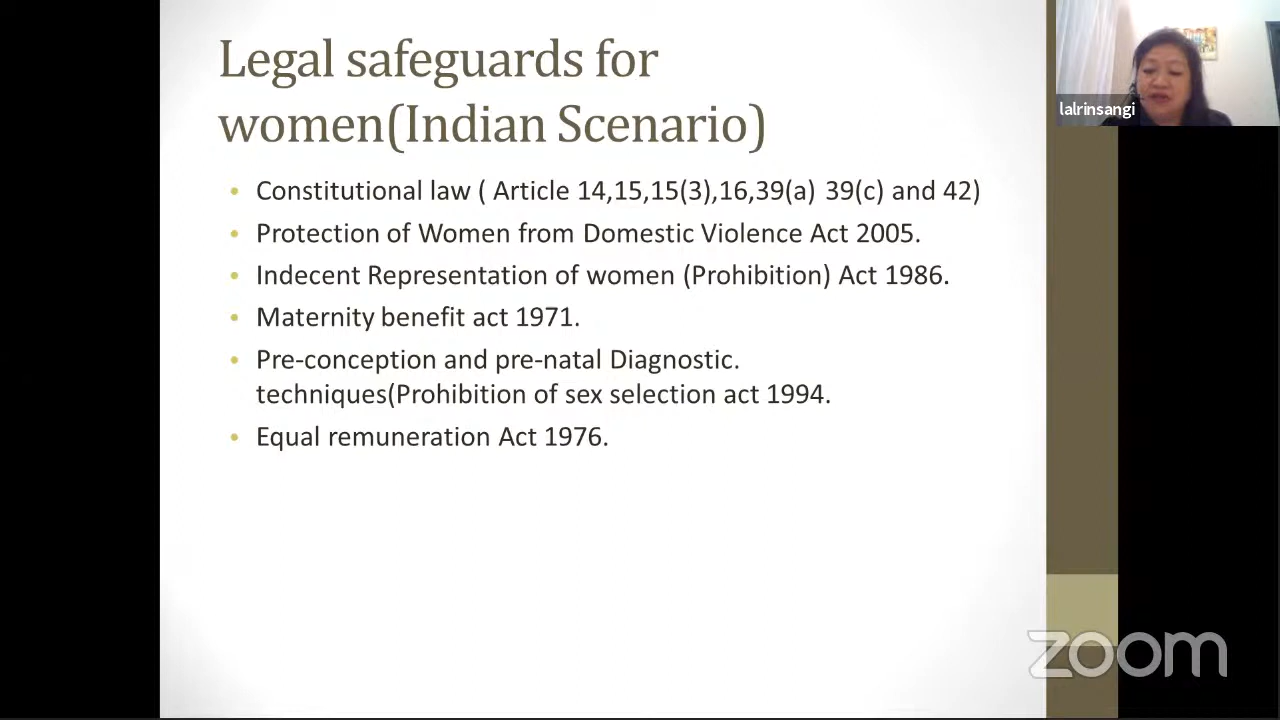 Legal safeguards for
women(Indian Scenario)
• Constitutional law ( Article 14,15,15(3),16,39(a) 39(c) and 42)
• Protection of Women from Domestic Violence Act 2005.
• Indecent Representation of women (Prohibition) Act 1986.
• Maternity benefit act 1971.
• Pre-conception and pre-natal Diagnostic.
techniques(Prohibition of sex selection act 1994.
• Equal remuneration Act 1976.
lalrinsangi
zoom